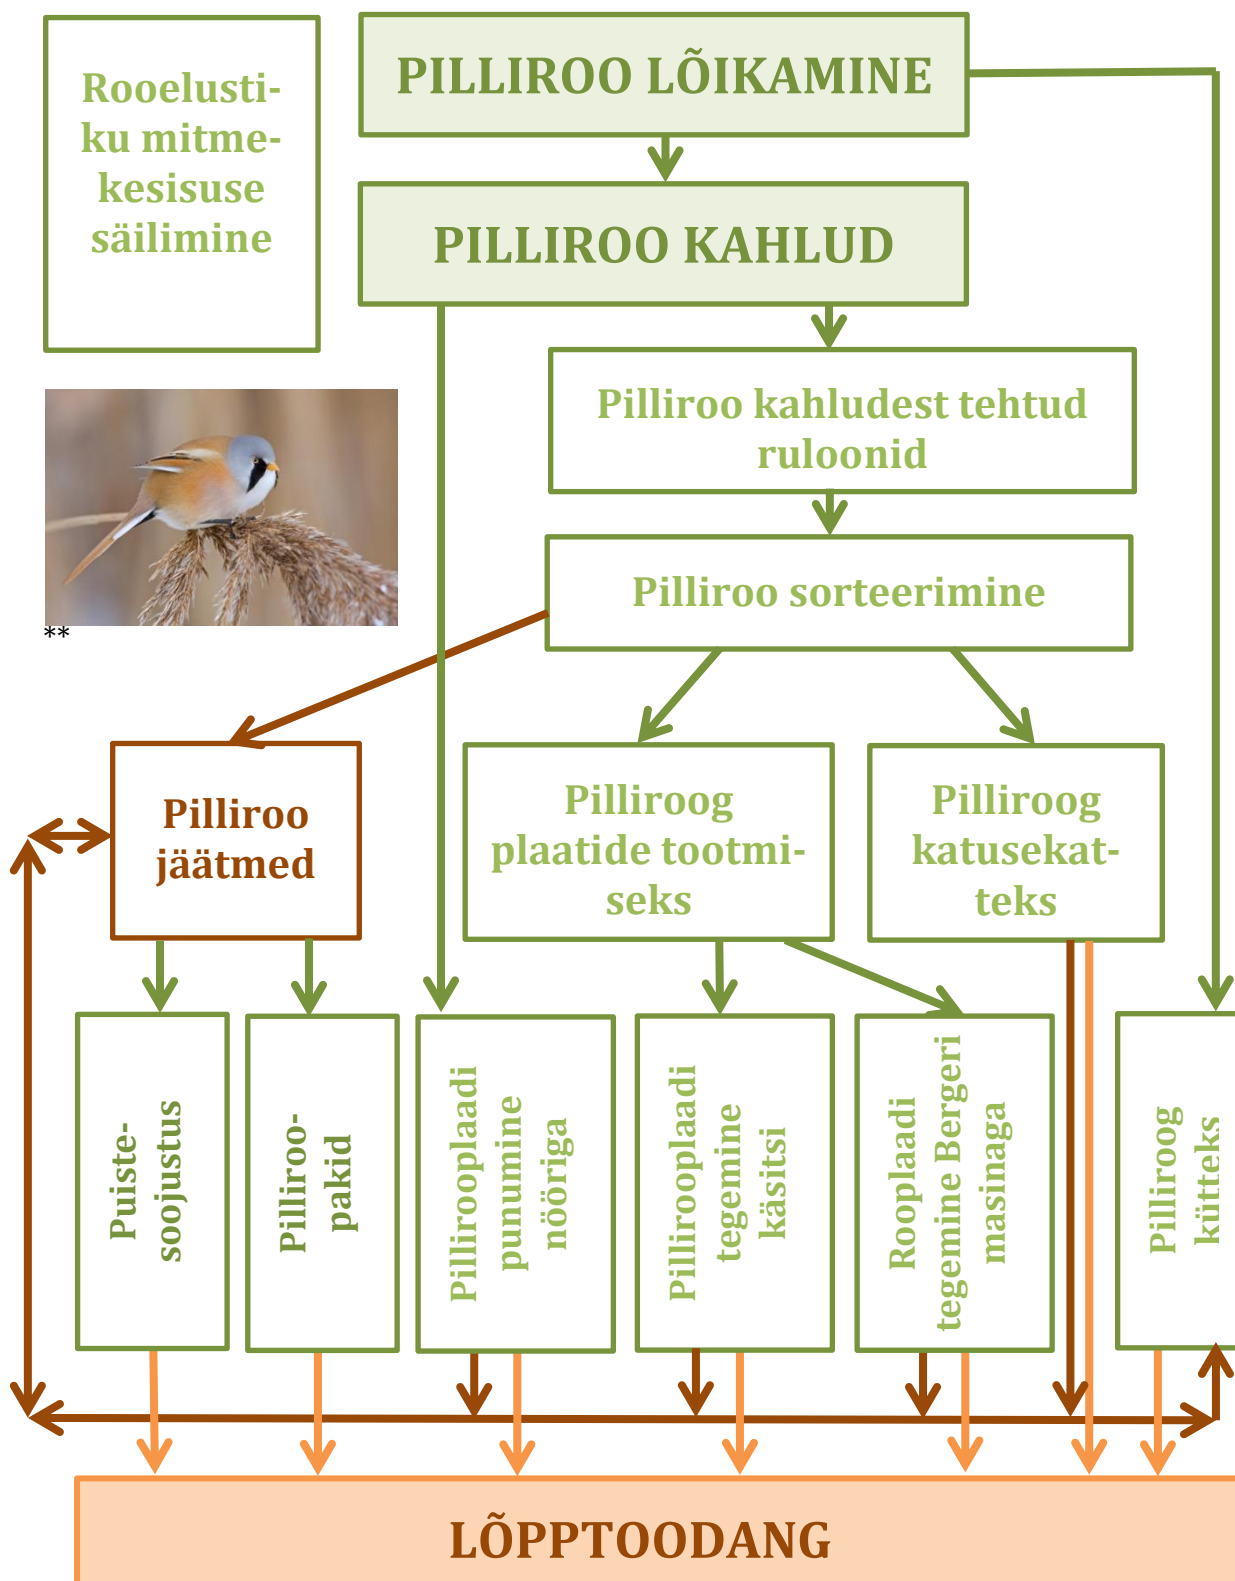 Rooelusti-
ku mitme-
kesisuse
säilimine
PILLIROO LÕIKAMINE
PILLIROO KAHLUD
Pilliroo kahludest tehtud
ruloonid
Pilliroo sorteerimine
**
Pilliroo
jäätmed
Pilliroog
plaatide tootmi-
seks
Pilliroog
katusekat-
teks
Puiste-
soojustus
Pilliroo-
pakid
Pillirooplaadi
punumine
nööriga
Pillirooplaadi
tegemine
käsitsi
Rooplaadi
tegemine Bergeri
masinaga
Pilliroog
kütteks
LÕPPTOODANG